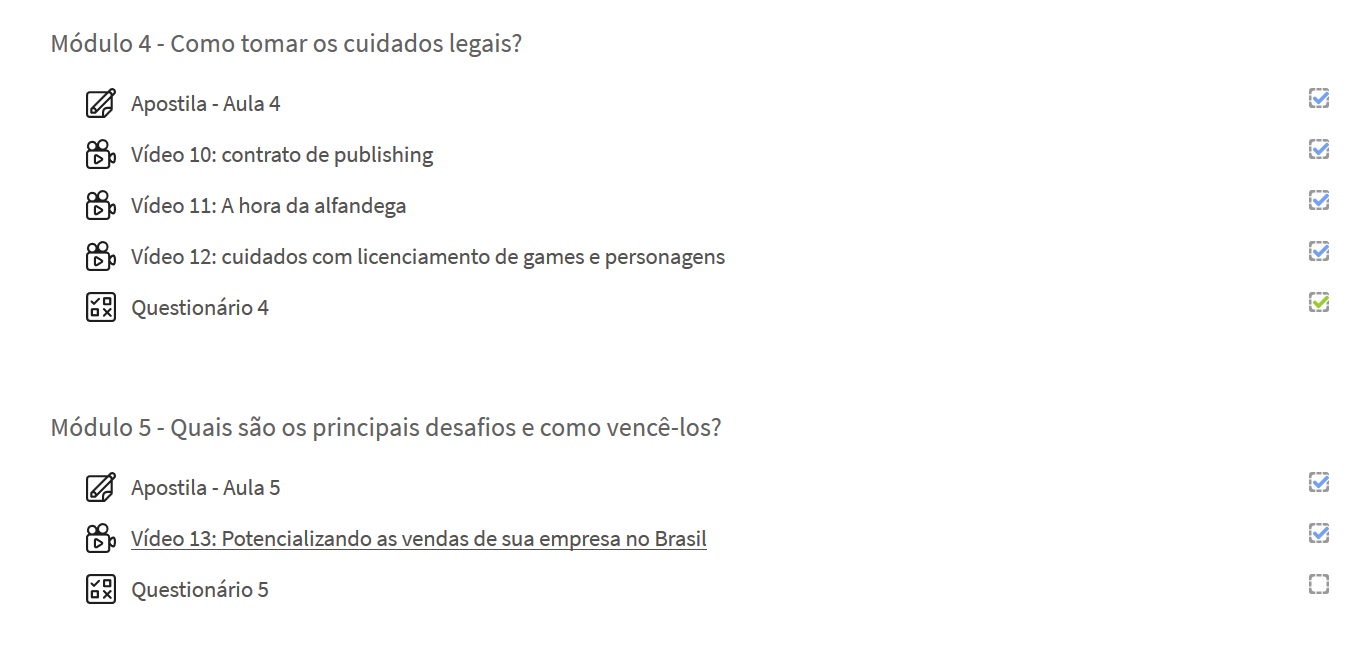 Módulo 4 - Como tomar os cuidados legais?
Apostila - Aula 4
Vídeo 10: contrato de publishing
Vídeo 11: A hora da alfandega
Vídeo 12: cuidados com licenciamento de games e personagens
Questionário 4
Módulo 5 - Quais são os principais desafios e como vencê-los?
Apostila - Aula 5
Vídeo 13: Potencializando as vendas de sua empresa no Brasil
Questionário 5